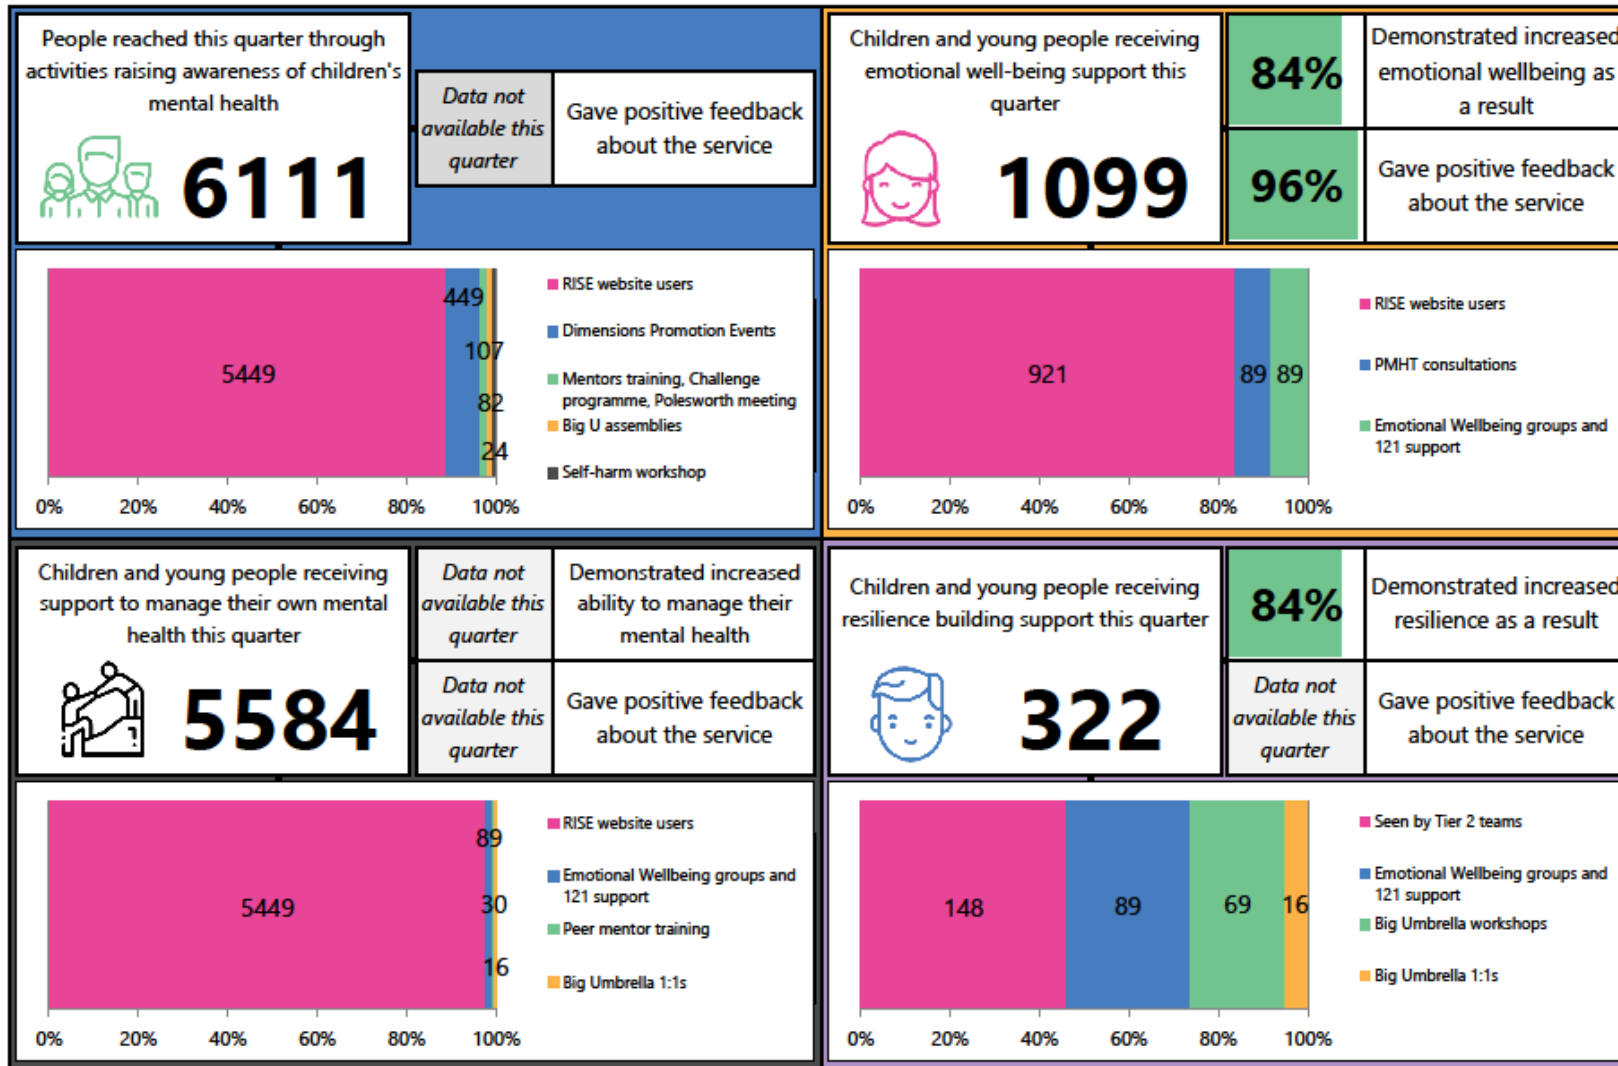 People reached this quarter through
activities raising awareness of children's
mental health
6111
Data not
available this
quarter
Gave positive feedback
about the service
5449
449
107
82
24
0%
20%
40%
60%
80%
100%
RISE website users
Dimensions Promotion Events
Mentors training, Challenge
programme, Polesworth meeting
Big U assemblies
Self-harm workshop
Children and young people receiving
emotional well-being support this
quarter
1099
84%
Demonstrated increased
emotional wellbeing as
a result
96%
Gave positive feedback
about the service
921
89
89
0%
20%
40%
60%
80%
100%
RISE website users
PMHT consultations
Emotional Wellbeing groups and
121 support
Children and young people receiving
support to manage their own mental
health this quarter
5584
Data not
available this
quarter
Demonstrated increased
ability to manage their
mental health
Data not
available this
quarter
Gave positive feedback
about the service
5449
89
30
16
0%
20%
40%
60%
80%
100%
RISE website users
Emotional Wellbeing groups and
121 support
Peer mentor training
Big Umbrella 1:1s
Children and young people receiving
resilience building support this quarter
322
84%
Demonstrated increased
resilience as a result
Data not
available this
quarter
Gave positive feedback
about the service
148
89
69
16
0%
20%
40%
60%
80%
100%
Seen by Tier 2 teams
Emotional Wellbeing groups and
121 support
Big Umbrella workshops
Big Umbrella 1:1s